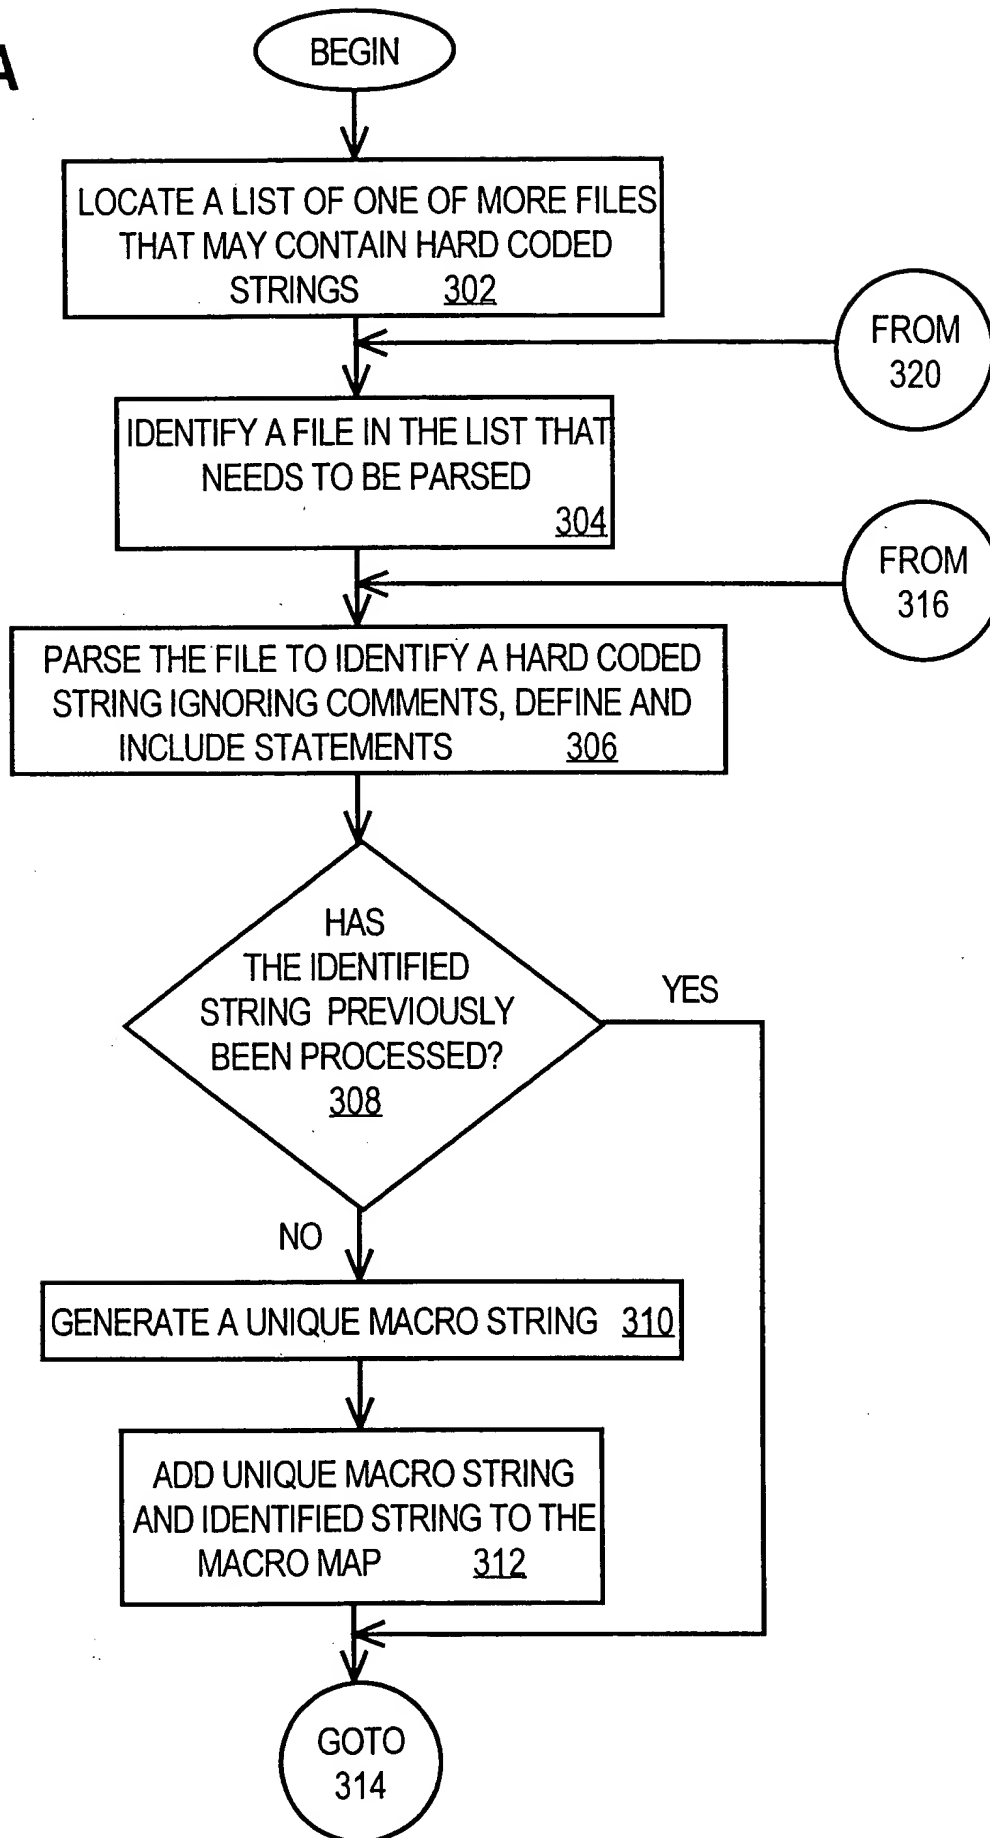 A
BEGIN
LOCATE A LIST OF ONE OF MORE FILES
THAT MAY CONTAIN HARD CODED
STRINGS 302
FROM
320
IDENTIFY A FILE IN THE LIST THAT
NEEDS TO BE PARSED
304
FROM
316
PARSE THE FILE TO IDENTIFY A HARD CODED
STRING IGNORING COMMENTS, DEFINE AND
INCLUDE STATEMENTS 306
HAS
THE IDENTIFIED
STRING PREVIOUSLY
BEEN PROCESSED?
308
YES
NO
GENERATE A UNIQUE MACRO STRING 310
ADD UNIQUE MACRO STRING
AND IDENTIFIED STRING TO THE
MACRO MAP 312
GOTO
314